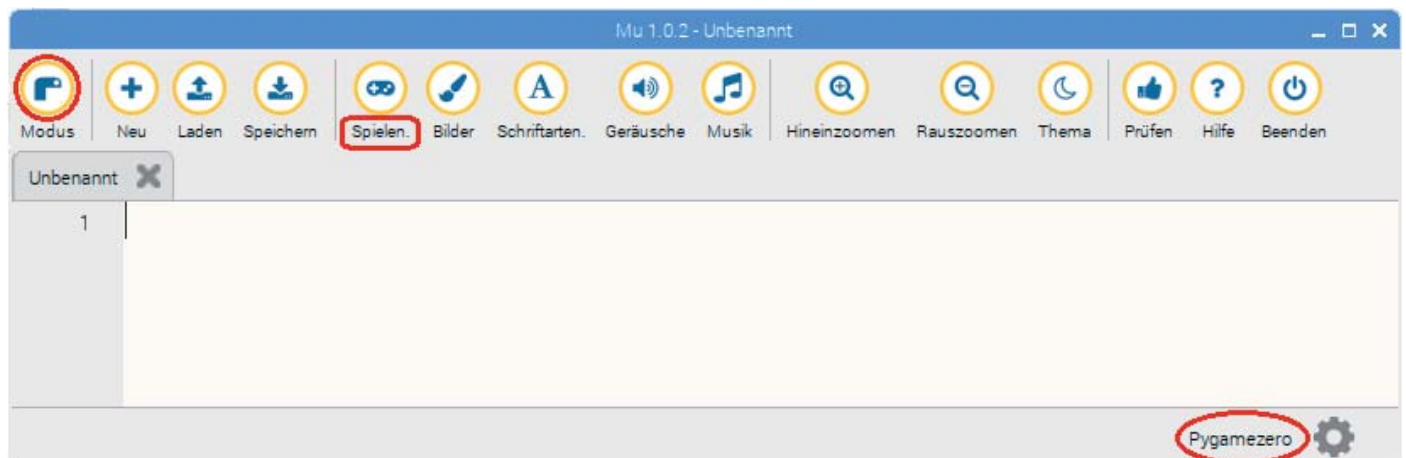 Mu 1.0.2 - Unbenannt
Modus Neu Laden Speichern Spielen. Bilder Schriftarten. Geräusche Musik Hineinzoomen Rauszoomen Thema Prüfen Hilfe Beenden
Unbenannt
1
Pygamezero